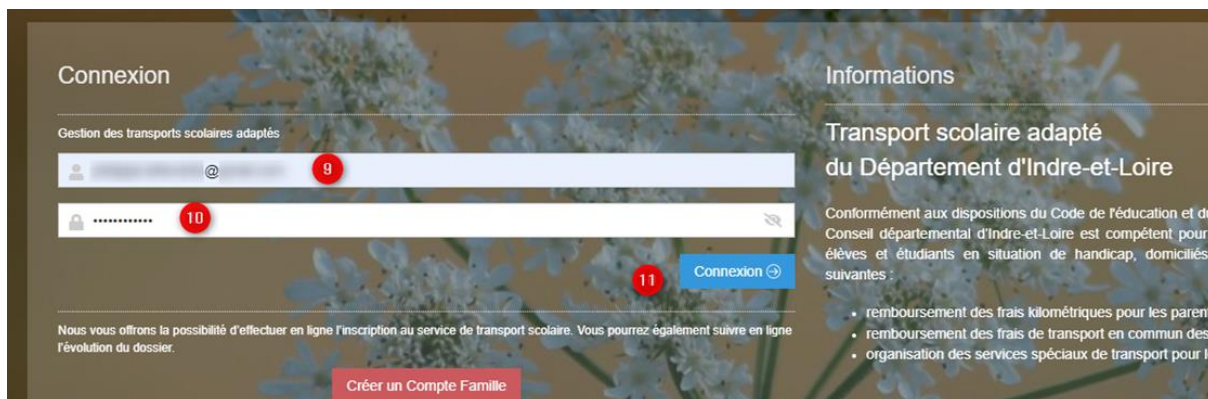 Connexion
Gestion des transports scolaires adaptés
@
9
••••••••••••
10
Connexion
11
Nous vous offrons la possibilité d'effectuer en ligne l'inscription au service de transport scolaire. Vous pourrez également suivre en ligne
l'évolution du dossier.
Créer un Compte Famille
Informations
Transport scolaire adapté
du Département d'Indre-et-Loire
Conformément aux dispositions du Code de l'éducation et
Conseil départemental d'Indre-et-Loire est compétent pour
élèves et étudiants en situation de handicap, domiciliés
suivantes :
• remboursement des frais kilométriques pour les
• remboursement des frais de transport en commun des
• organisation des services spéciaux de transport pour